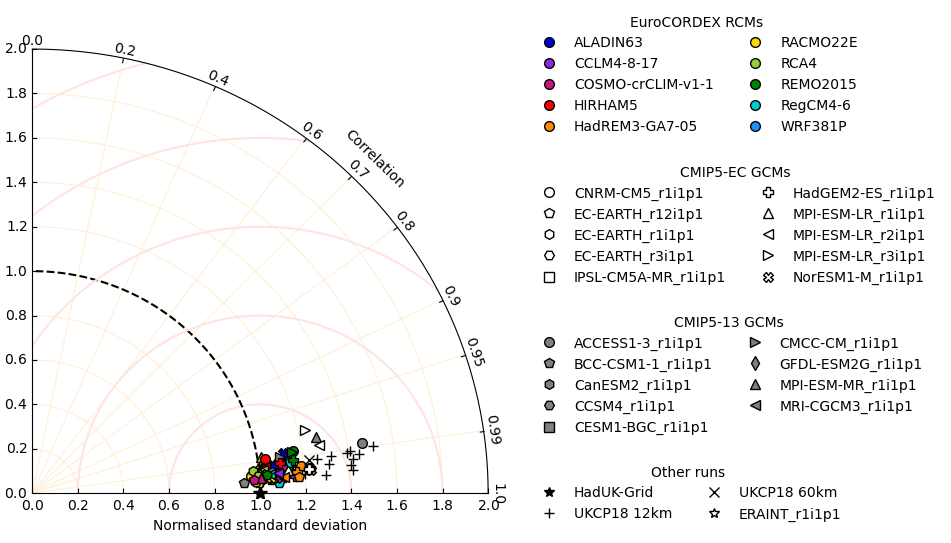 EuroCORDEX RCMs
ALADIN63
RACMO22E
CCLM4-8-17
RCA4
COSMO-crCLIM-v1-1
REMO2015
HIRHAM5
RegCM4-6
HadREM3-GA7-05
WRF381P
CMIP5-EC GCMs
CNRM-CM5_r1i1p1
HadGEM2-ES_r1i1p1
EC-EARTH_r12i1p1
MPI-ESM-LR_r1i1p1
EC-EARTH_r1i1p1
MPI-ESM-LR_r2i1p1
EC-EARTH_r3i1p1
MPI-ESM-LR_r3i1p1
IPSL-CM5A-MR_r1i1p1
NorESM1-M_r1i1p1
CMIP5-13 GCMs
ACCESS1-3_r1i1p1
CMCC-CM_r1i1p1
BCC-CSM1-1_r1i1p1
GFDL-ESM2G_r1i1p1
CanESM2_r1i1p1
MPI-ESM-MR_r1i1p1
CCSM4_r1i1p1
MRI-CGCM3_r1i1p1
CESM1-BGC_r1i1p1
Other runs
HadUK-Grid
UKCP18 60km
UKCP18 12km
ERAINT_r1i1p1
0.0
0.2
0.4
0.6
Correlation
0.7
0.8
0.9
0.95
0.99
1.0
2.0
1.8
1.6
1.4
1.2
1.0
0.8
0.6
0.4
0.2
0.0
0.0 0.2 0.4 0.6 0.8 1.0 1.2 1.4 1.6 1.8 2.0
Normalised standard deviation